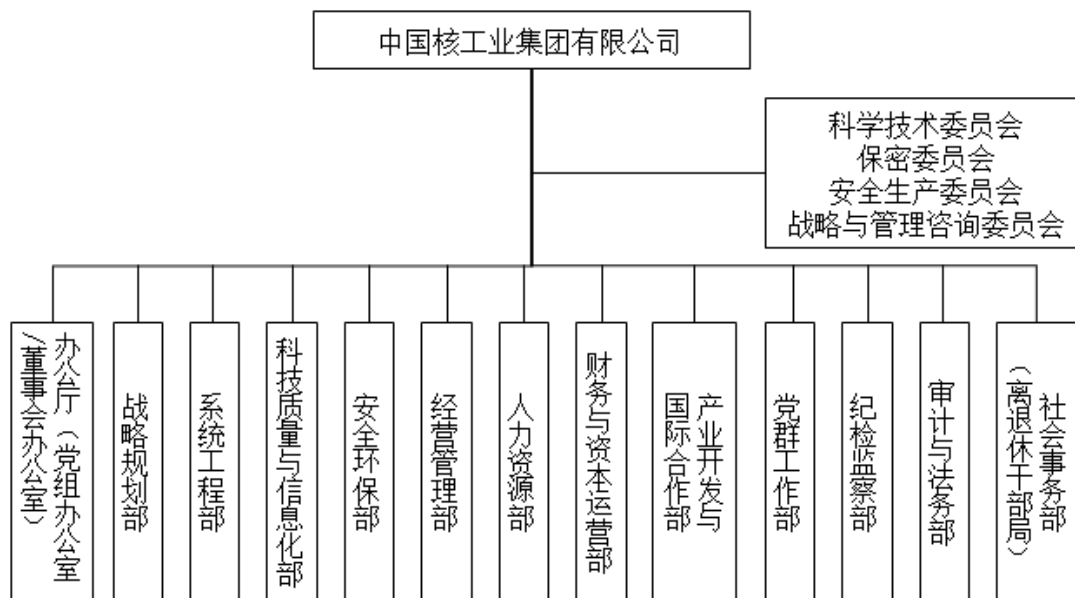 中国核工业集团有限公司
科学技术委员会
保密委员会
安全生产委员会
战略与管理咨询委员会
办公厅（党组办公室
/董事会办公室）
战略规划部
系统工程部
科技质量与信息化部
安全环保部
经营管理部
人力资源部
财务与资本运营部
产业开发与
国际合作部
党群工作部
纪检监察部
审计与法务部
社会事务部
（离退休干部局）